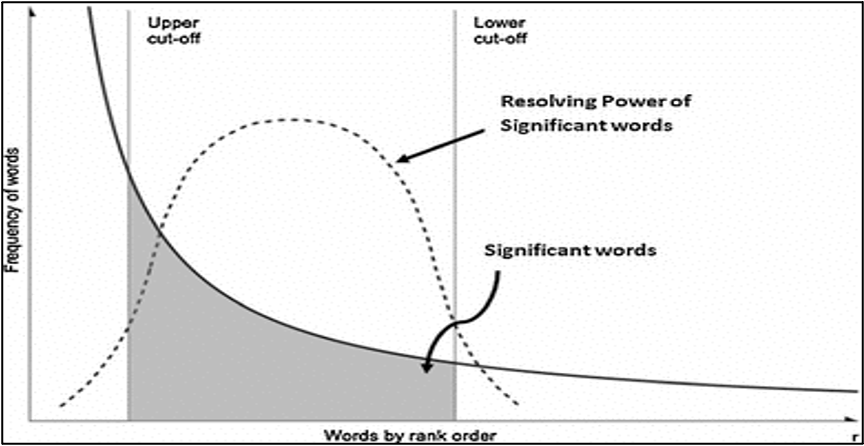 Upper
cut-off
Lower
cut-off
Resolving Power of
Significant words
Significant words
Frequency of words
Words by rank order
r